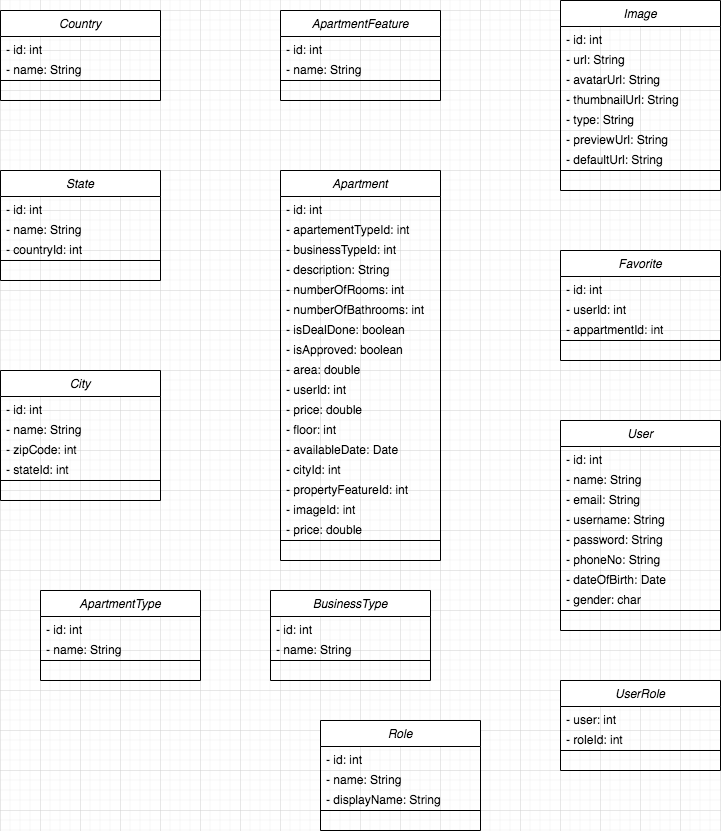 Country
- id: int
- name: String
ApartmentFeature
- id: int
- name: String
Image
- id: int
- url: String
- avatarUrl: String
- thumbnailUrl: String
- type: String
- previewUrl: String
- defaultUrl: String
State
- id: int
- name: String
- countryId: int
Apartment
- id: int
- apartementTypeId: int
- businessTypeId: int
- description: String
- numberOfRooms: int
- numberOfBathrooms: int
- isDealDone: boolean
- isApproved: boolean
- area: double
- userId: int
- price: double
- floor: int
- availableDate: Date
- cityId: int
- propertyFeatureId: int
- imageId: int
- price: double
Favorite
- id: int
- userId: int
- appartmentId: int
City
- id: int
- name: String
- zipCode: int
- stateId: int
User
- id: int
- name: String
- email: String
- username: String
- password: String
- phoneNo: String
- dateOfBirth: Date
- gender: char
ApartmentType
- id: int
- name: String
BusinessType
- id: int
- name: String
UserRole
- user: int
- roleId: int
Role
- id: int
- name: String
- displayName: String